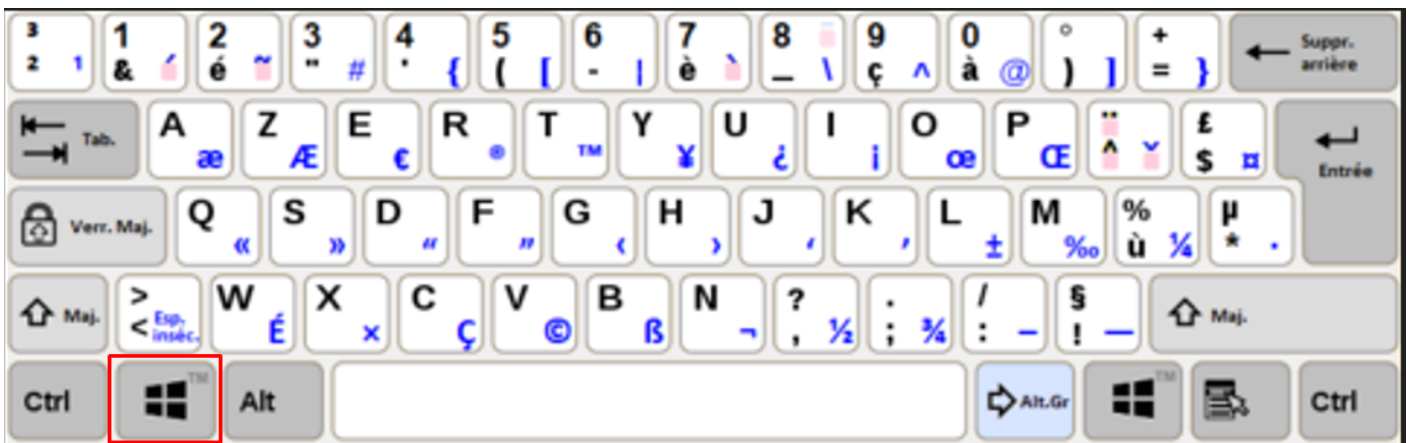 ³ 1 2 3 4 5 6 7 8 ¯ 9 0 ° + Suppr.
² ¹ & ´ é ~ " # ' { ( [ - | è ` _ \ ç ^ à @ ) ] = } arrière
Tab. A æ Z Æ E € R ® T ™ Y ¥ U ¿ I ¡ O œ P Œ ¨ ^ ˇ £ $ ¤ Entrée
Verr. Maj. Q « S » D “ F ” G ‹ H › J ‘ K ’ L ± M ‰ % ù ¼ µ * ·
Maj. > < Esp. insec. W É X × C Ç V © B ß N ¬ ? , ½ . ; ¾ / : – § ! — Maj.
Ctrl TM Alt Alt.Gr TM Ctrl